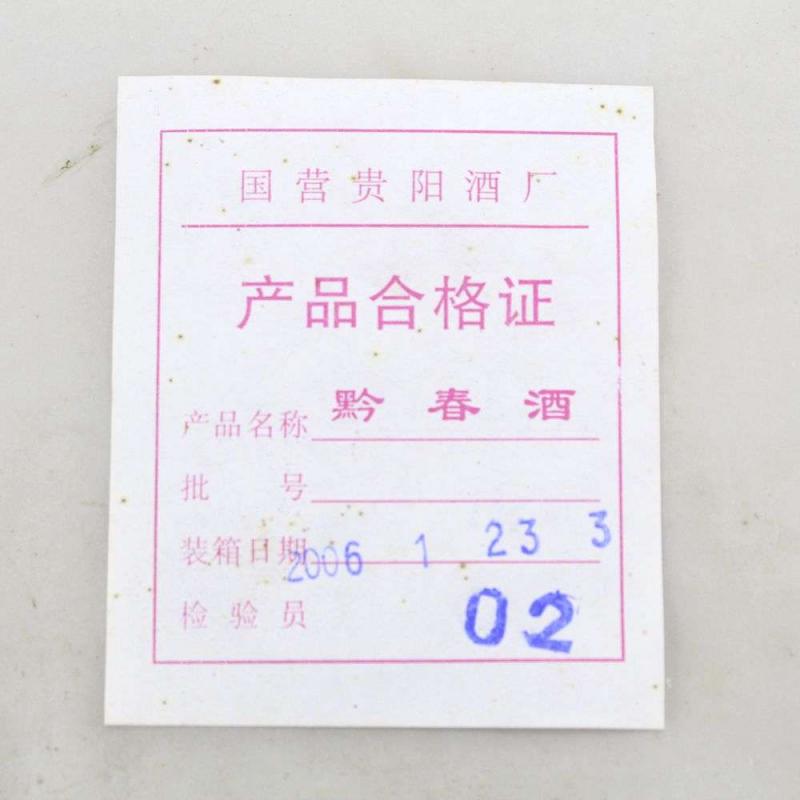 国营贵阳酒厂
产品合格证
产品名称 黔春酒
批号
装箱日期 2006 1 23 3
检验员 02